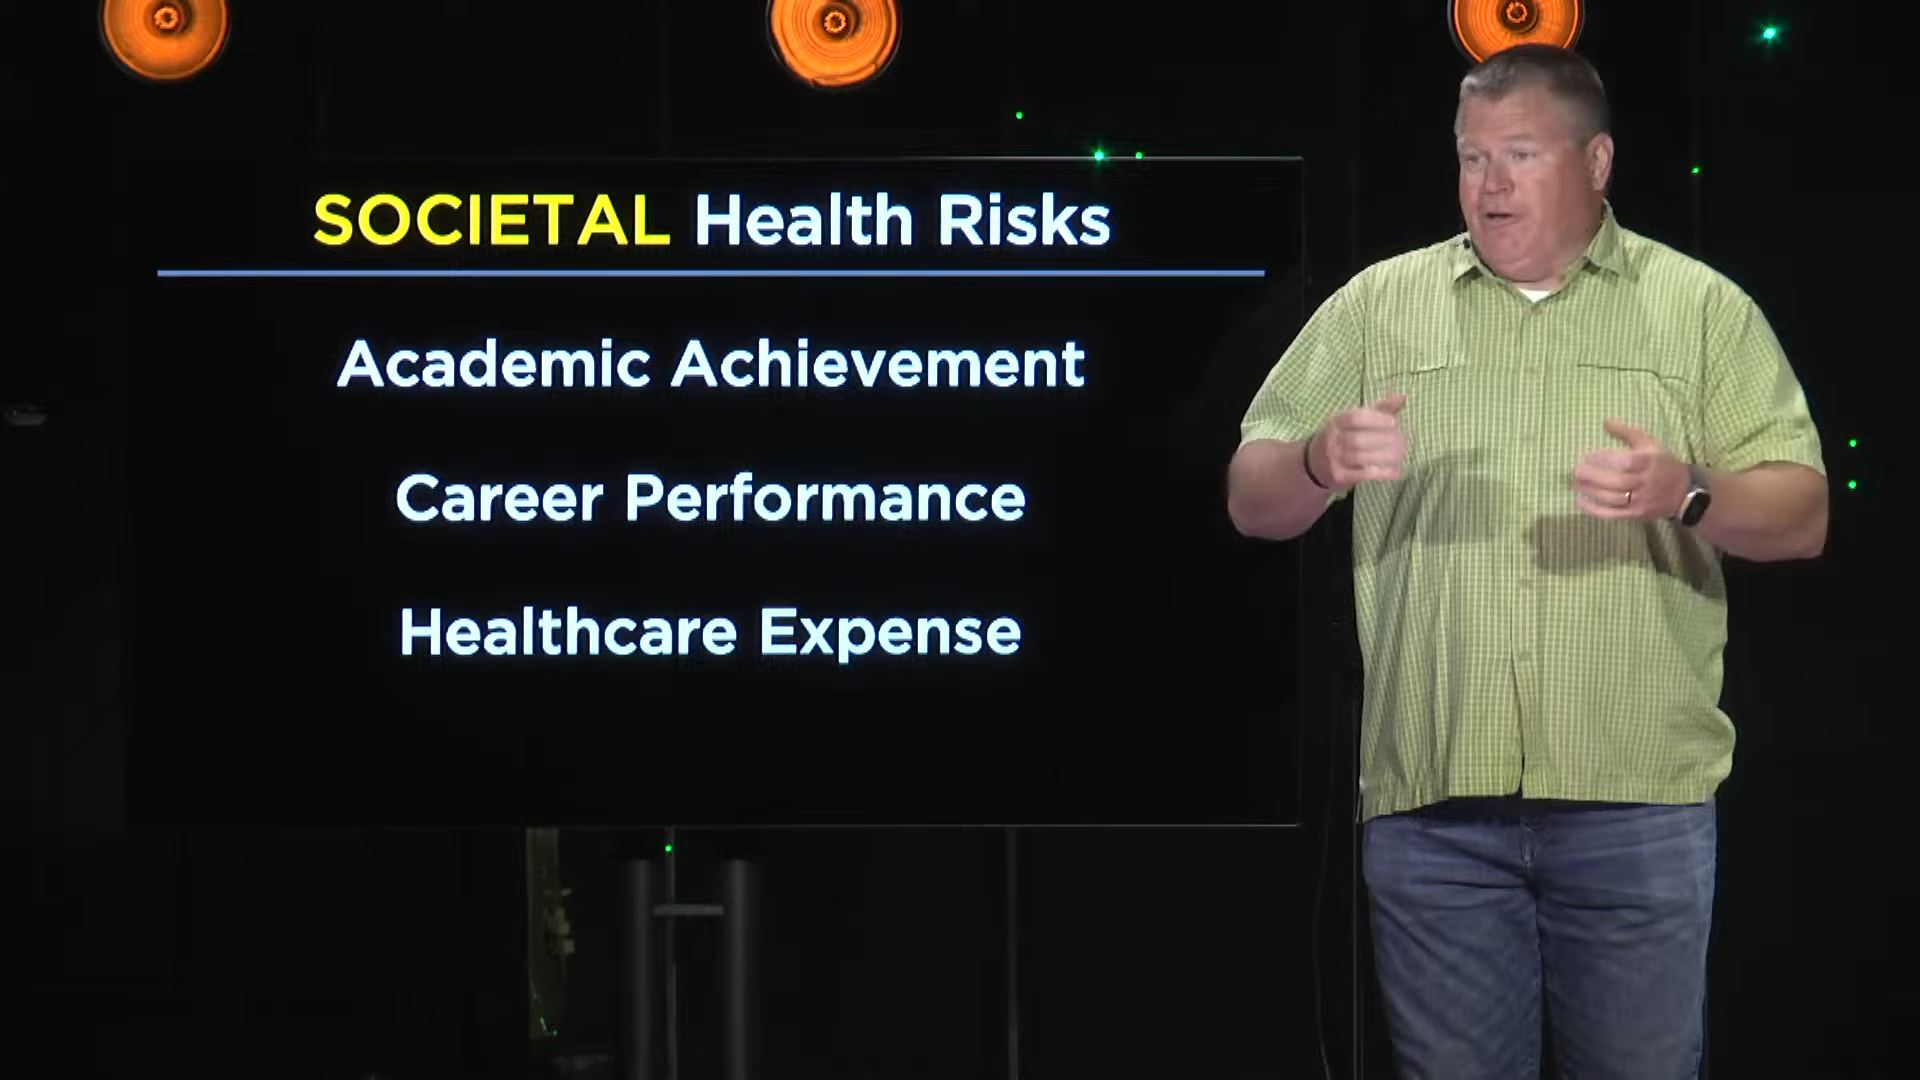 SOCIETAL Health Risks
Academic Achievement
Career Performance
Healthcare Expense